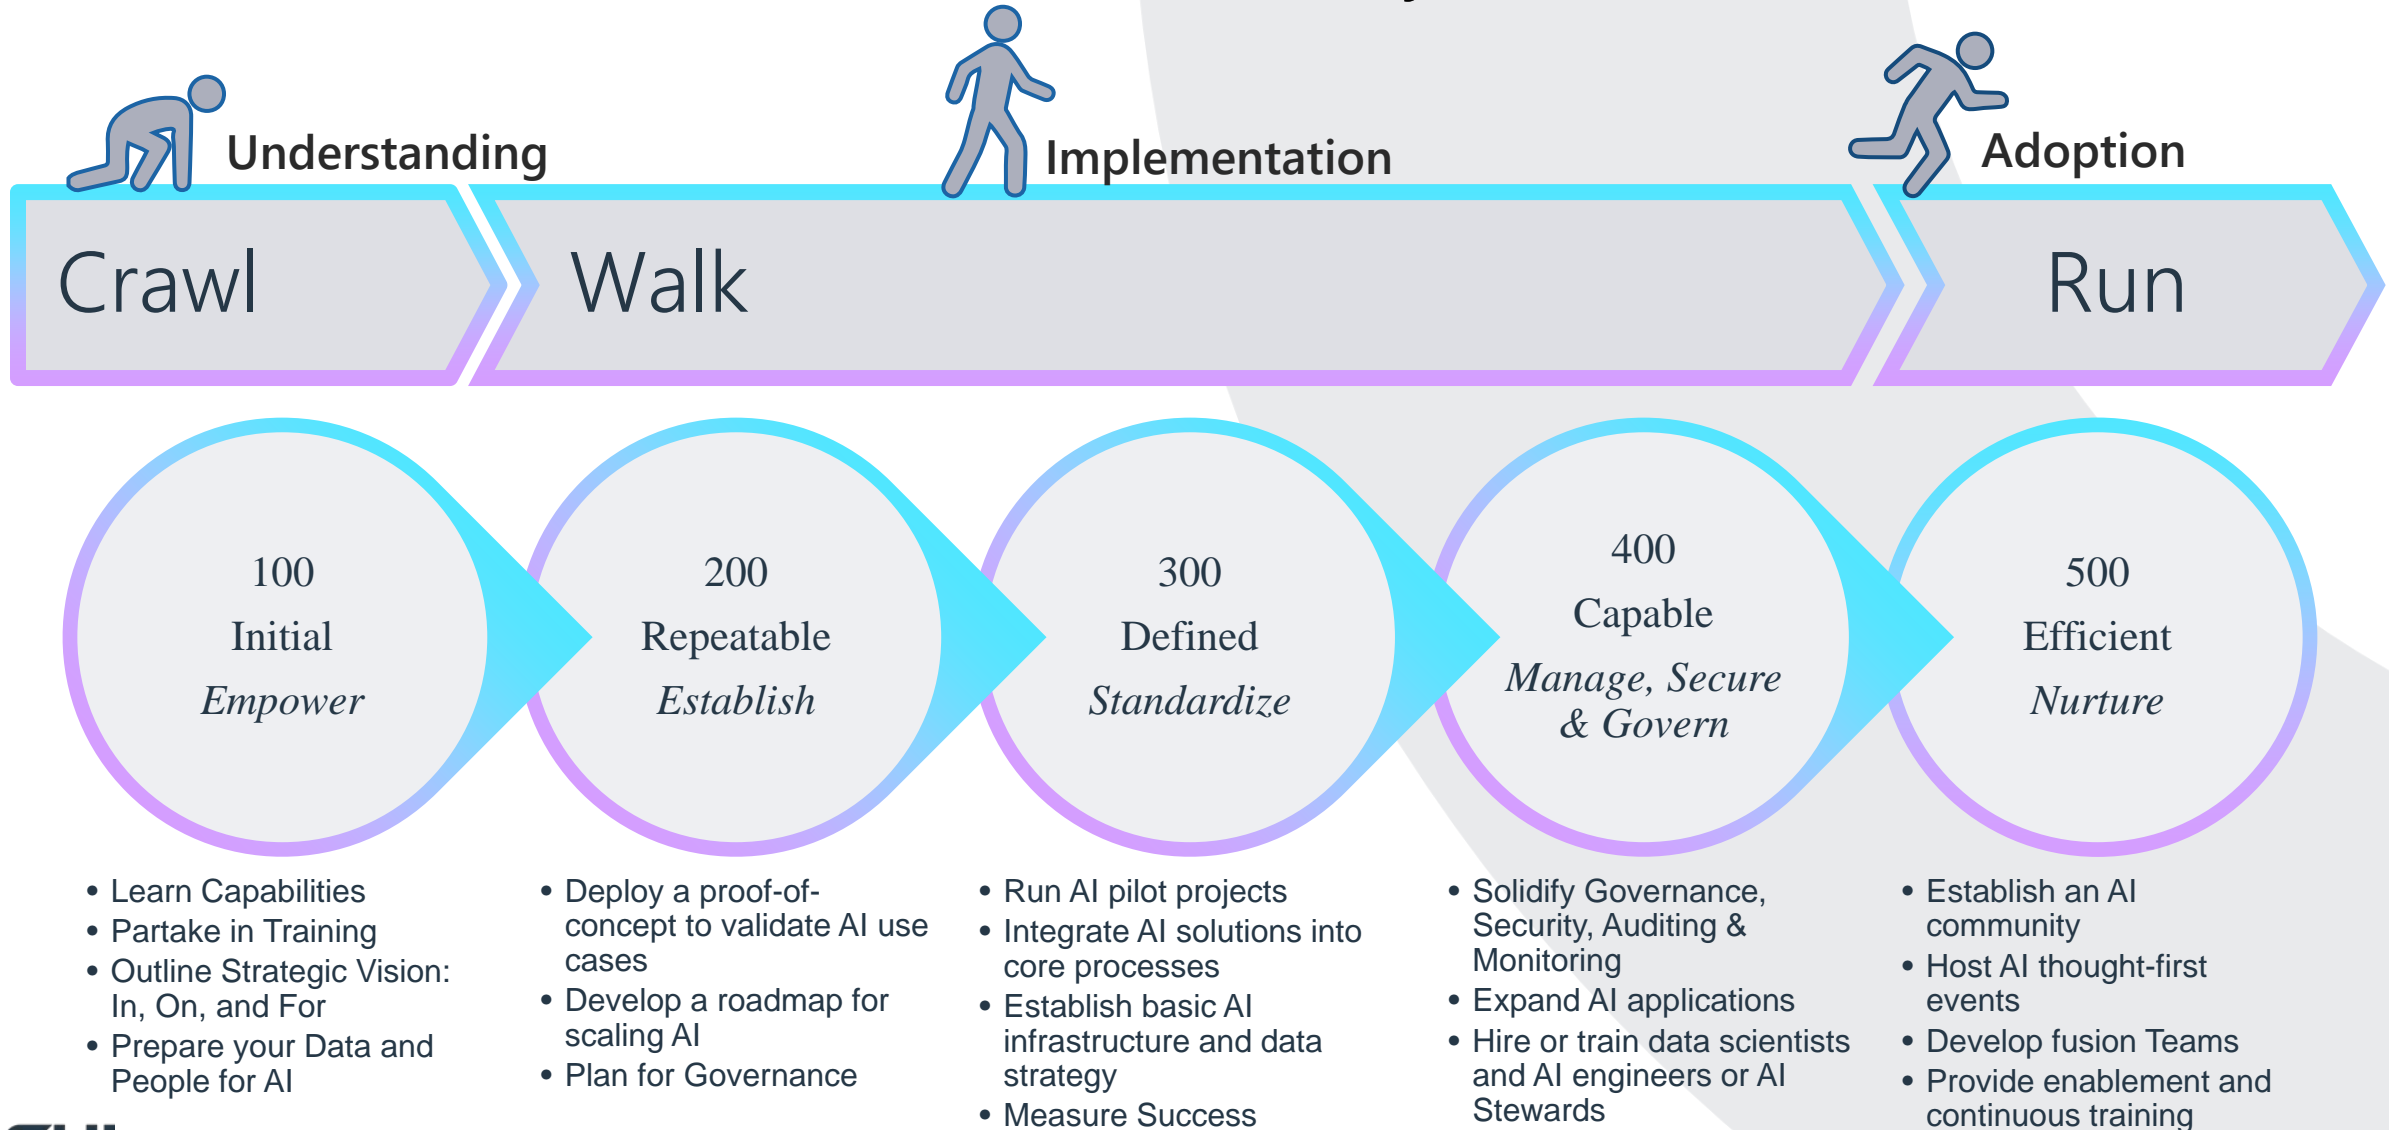 Understanding
Implementation
Adoption
Crawl
Walk
Run
100
Initial
Empower
200
Repeatable
Establish
300
Defined
Standardize
400
Capable
Manage, Secure
& Govern
500
Efficient
Nurture
• Learn Capabilities
• Partake in Training
• Outline Strategic Vision:
In, On, and For
• Prepare your Data and
People for AI
• Deploy a proof-of-
concept to validate AI use
cases
• Develop a roadmap for
scaling AI
• Plan for Governance
• Run AI pilot projects
• Integrate AI solutions into
core processes
• Establish basic AI
infrastructure and data
strategy
• Measure Success
• Solidify Governance,
Security, Auditing &
Monitoring
• Expand AI applications
• Hire or train data scientists
and AI engineers or AI
Stewards
• Establish an AI
community
• Host AI thought-first
events
• Develop fusion Teams
• Provide enablement and
continuous training